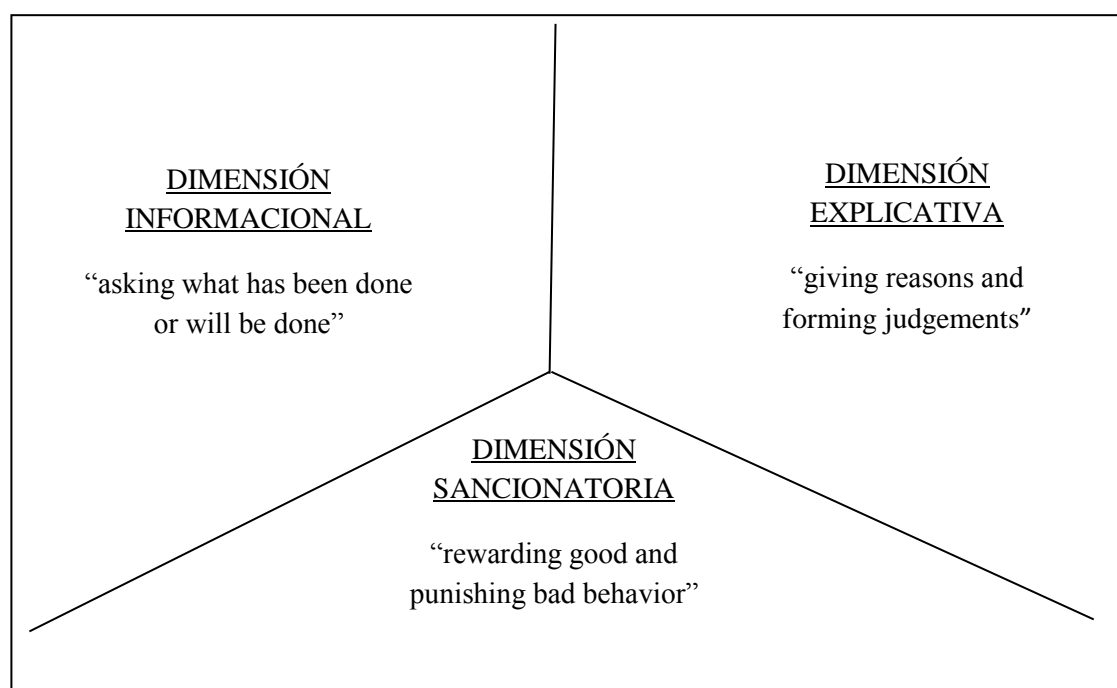 DIMENSIÓN
INFORMACIONAL
“asking what has been done
or will be done”
DIMENSIÓN
EXPLICATIVA
“giving reasons and
forming judgements”
DIMENSIÓN
SANCIONATORIA
“rewarding good and
punishing bad behavior”